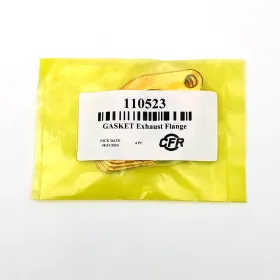 110523
GASKET Exhaust Flange
PACK DATE
4 PC
CFR